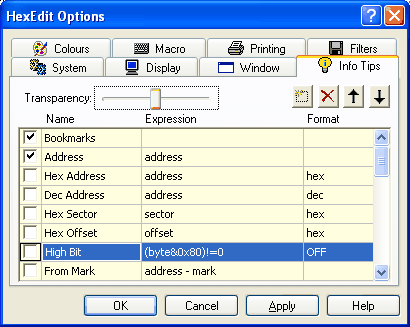 HexEdit Options
Colours Macro Printing Filters
System Display Window Info Tips
Transparency:
Name Expression Format
Bookmarks
Address address
Hex Address address hex
Dec Address address dec
Hex Sector sector hex
Hex Offset offset hex
High Bit (byte&0x80)!=0 OFF
From Mark address - mark
OK Cancel Apply Help